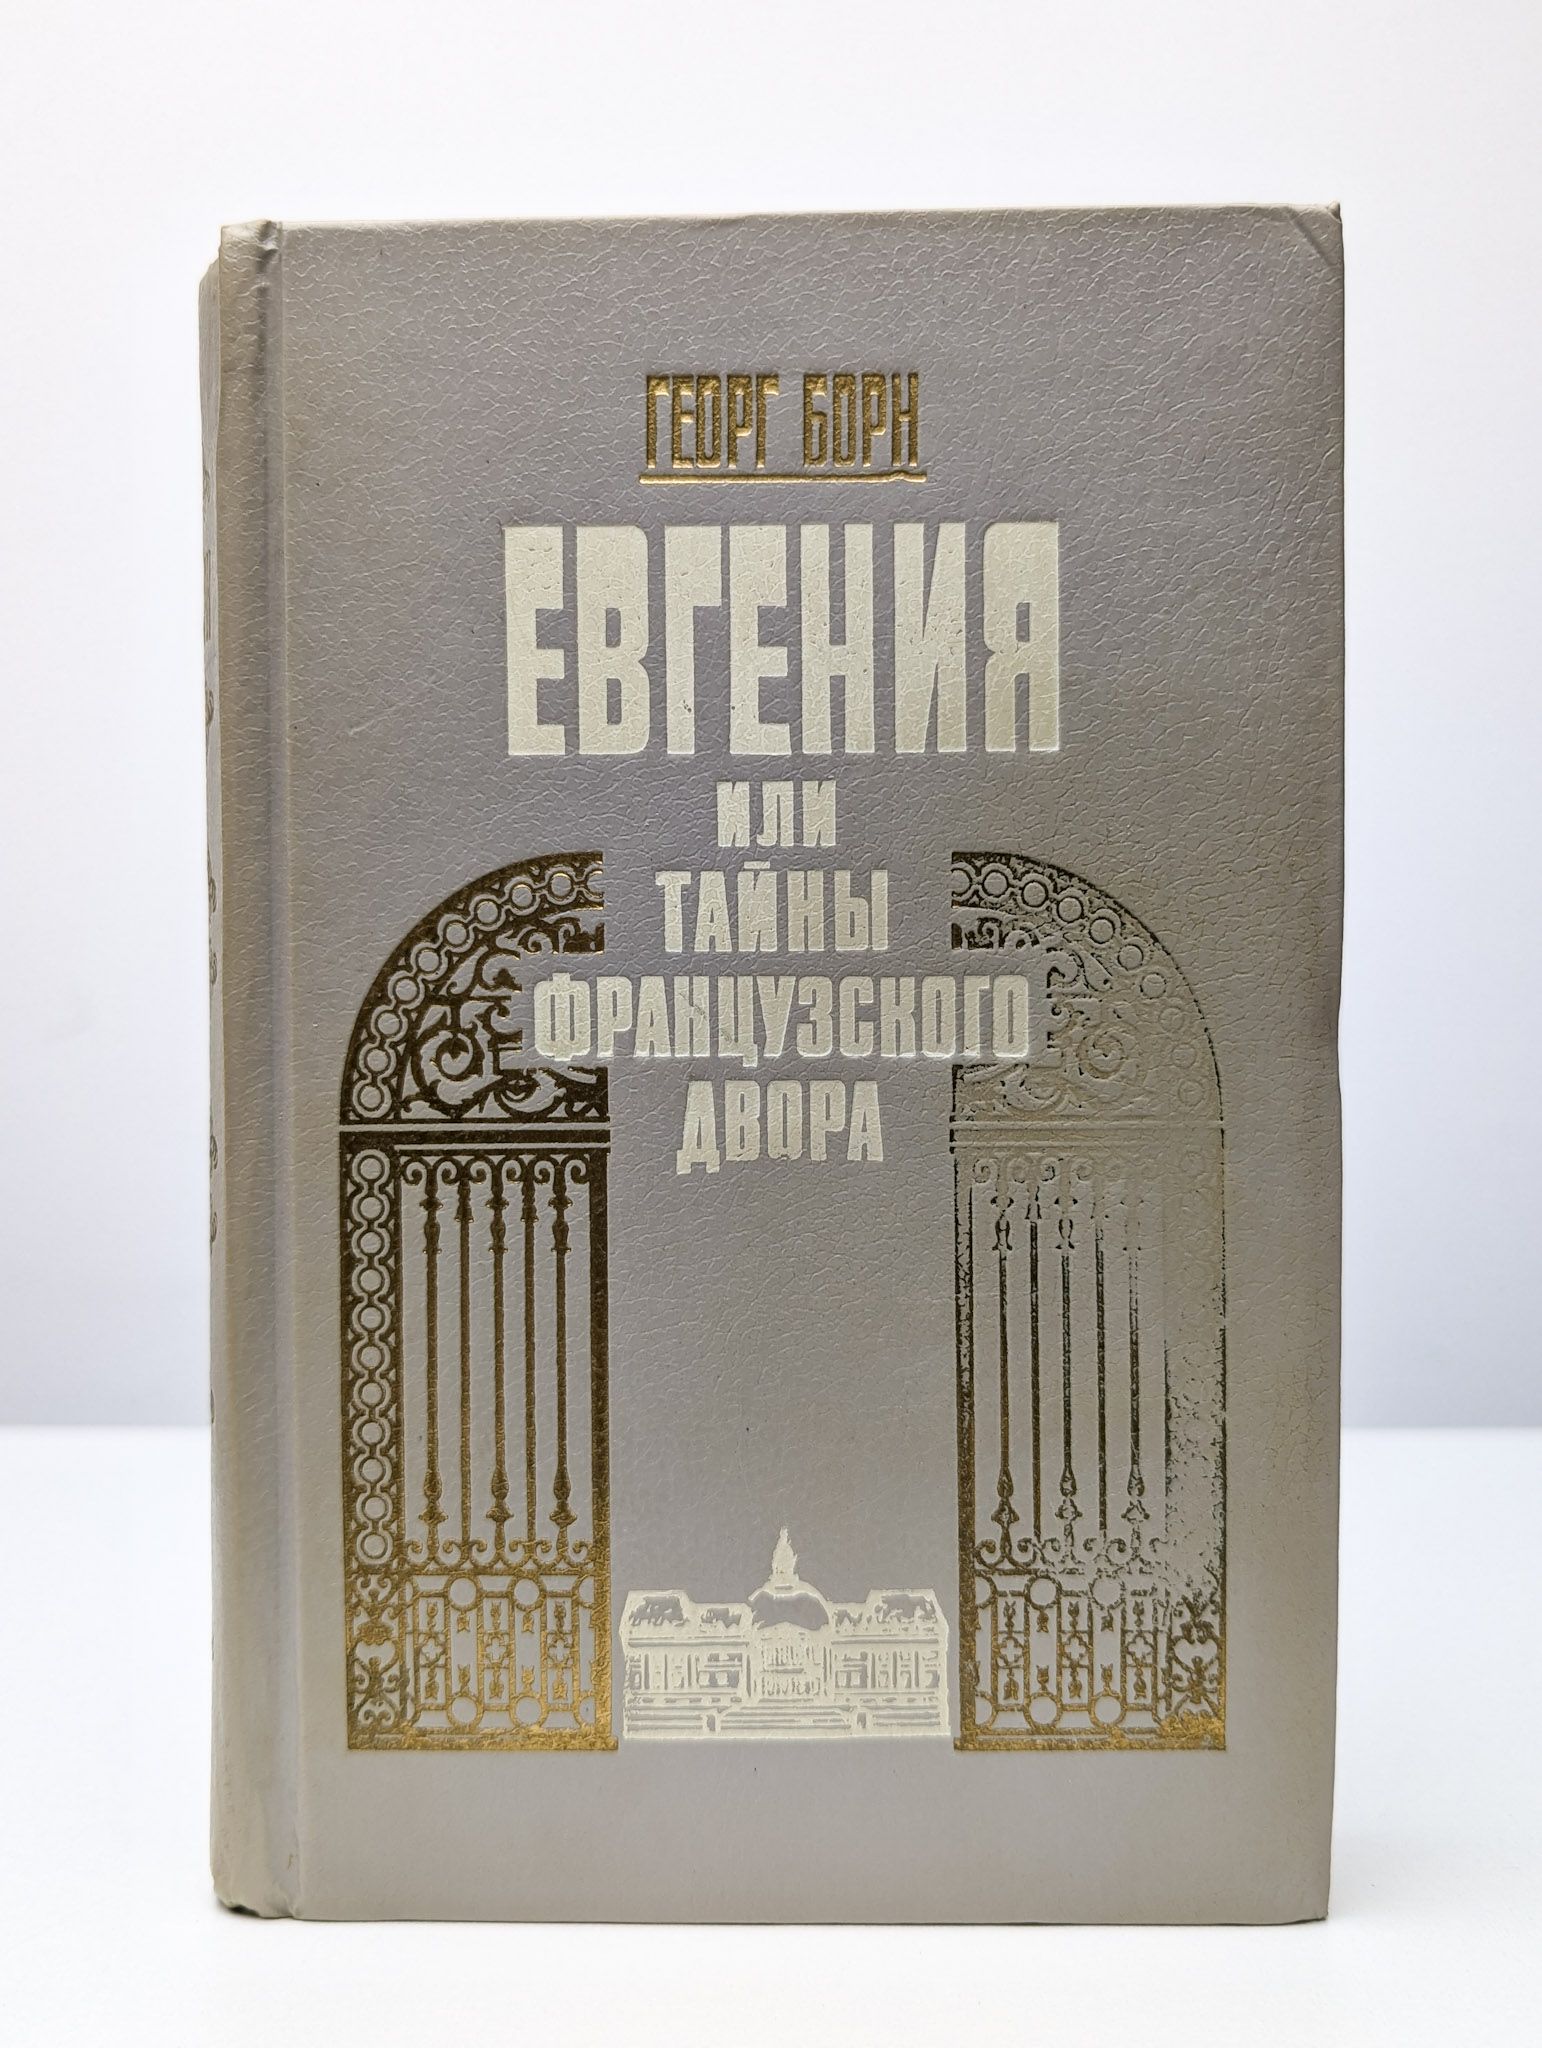 ГЕОРГ БОРН
ЕВГЕНИЯ
ИЛИ
ТАЙНЫ
ФРАНЦУЗСКОГО
ДВОРА